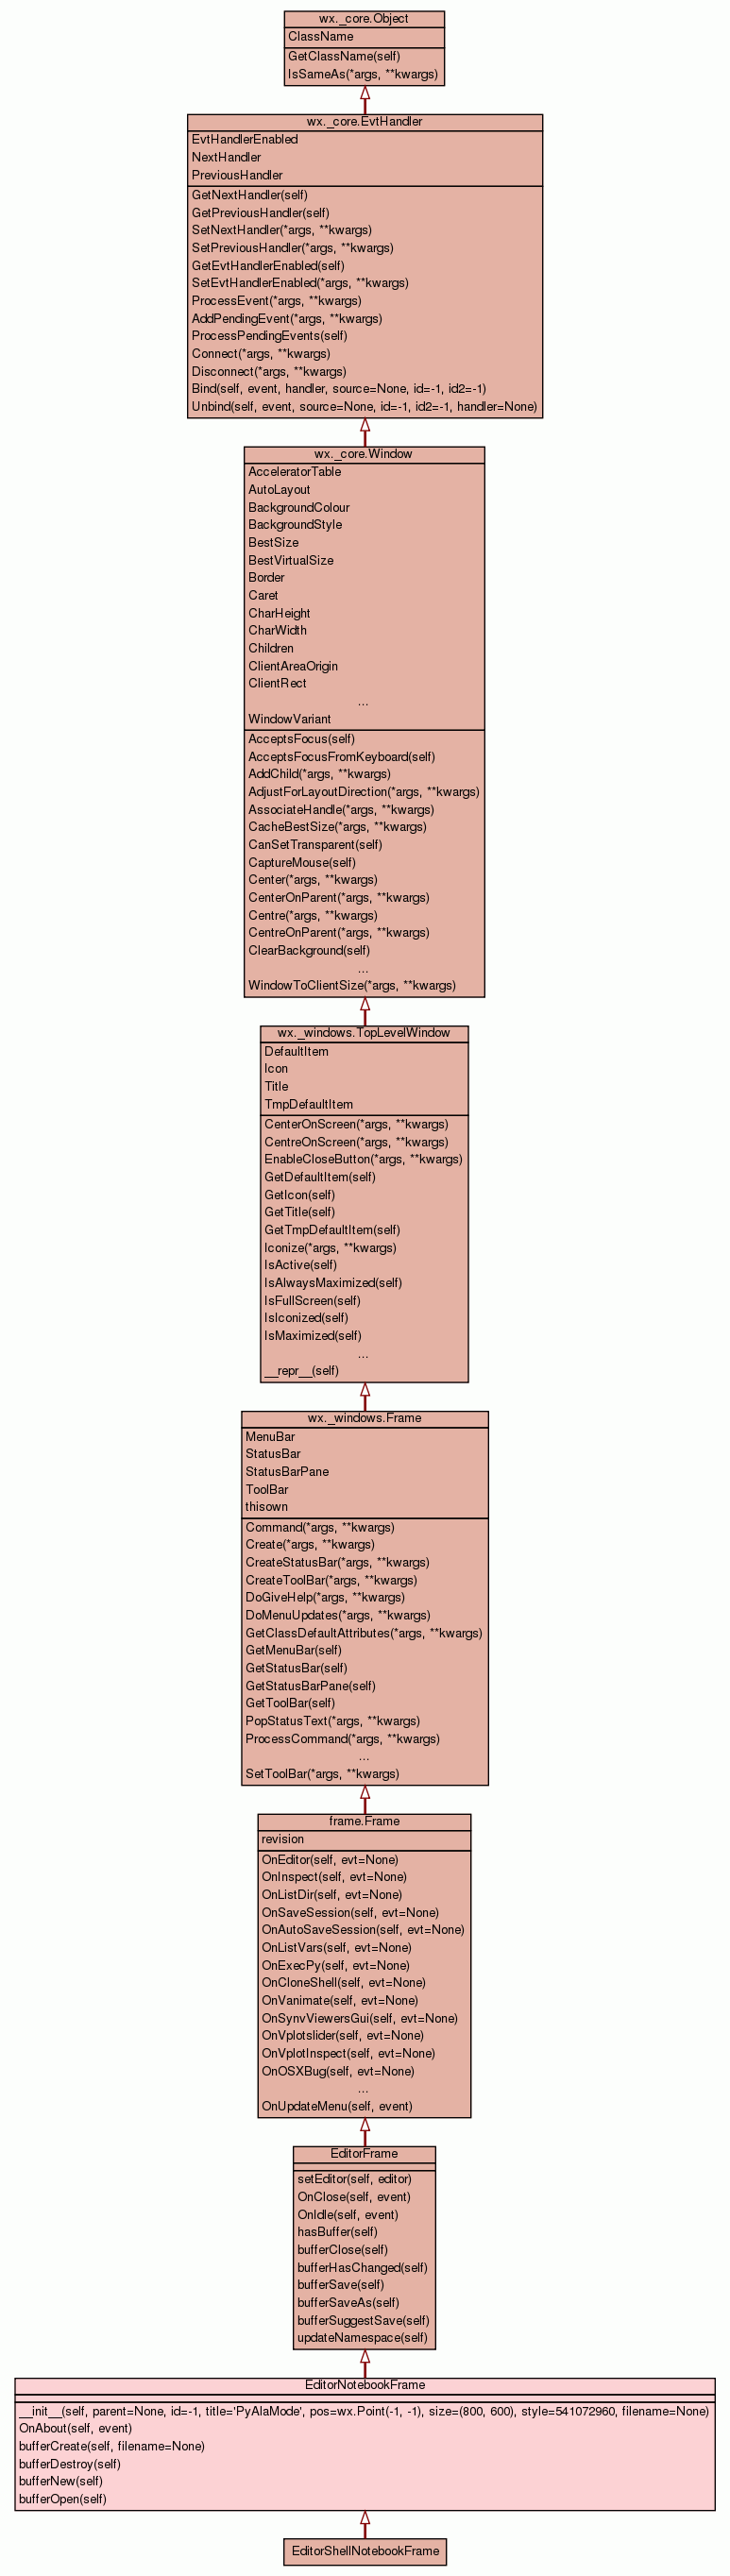 wx._core.Object
ClassName
GetClassName(self)
IsSameAs(*args, **kwargs)
wx._core.EvtHandler
EvtHandlerEnabled
NextHandler
PreviousHandler
GetNextHandler(self)
GetPreviousHandler(self)
SetNextHandler(*args, **kwargs)
SetPreviousHandler(*args, **kwargs)
GetEvtHandlerEnabled(self)
SetEvtHandlerEnabled(*args, **kwargs)
ProcessEvent(*args, **kwargs)
AddPendingEvent(*args, **kwargs)
ProcessPendingEvents(self)
Connect(*args, **kwargs)
Disconnect(*args, **kwargs)
Bind(self, event, handler, source=None, id=-1, id2=-1)
Unbind(self, event, source=None, id=-1, id2=-1, handler=None)
wx._core.Window
AcceleratorTable
AutoLayout
BackgroundColour
BackgroundStyle
BestSize
BestVirtualSize
Border
Caret
CharHeight
CharWidth
Children
ClientAreaOrigin
ClientRect
...
WindowVariant
AcceptsFocus(self)
AcceptsFocusFromKeyboard(self)
AddChild(*args, **kwargs)
AdjustForLayoutDirection(*args, **kwargs)
AssociateHandle(*args, **kwargs)
CacheBestSize(*args, **kwargs)
CanSetTransparent(self)
CaptureMouse(self)
Center(*args, **kwargs)
CenterOnParent(*args, **kwargs)
Centre(*args, **kwargs)
CentreOnParent(*args, **kwargs)
ClearBackground(self)
...
WindowToClientSize(*args, **kwargs)
wx._windows.TopLevelWindow
DefaultItem
Icon
Title
TmpDefaultItem
CenterOnScreen(*args, **kwargs)
CentreOnScreen(*args, **kwargs)
EnableCloseButton(*args, **kwargs)
GetDefaultItem(self)
GetIcon(self)
GetTitle(self)
GetTmpDefaultItem(self)
Iconize(*args, **kwargs)
IsActive(self)
IsAlwaysMaximized(self)
IsFullScreen(self)
IsIconized(self)
IsMaximized(self)
...
__repr__(self)
wx._windows.Frame
MenuBar
StatusBar
StatusBarPane
ToolBar
thisown
Command(*args, **kwargs)
Create(*args, **kwargs)
CreateStatusBar(*args, **kwargs)
CreateToolBar(*args, **kwargs)
DoGiveHelp(*args, **kwargs)
DoMenuUpdates(*args, **kwargs)
GetClassDefaultAttributes(*args, **kwargs)
GetMenuBar(self)
GetStatusBar(self)
GetStatusBarPane(self)
GetToolBar(self)
PopStatusText(*args, **kwargs)
ProcessCommand(*args, **kwargs)
...
SetToolBar(*args, **kwargs)
frame.Frame
revision
OnEditor(self, evt=None)
OnInspect(self, evt=None)
OnListDir(self, evt=None)
OnSaveSession(self, evt=None)
OnAutoSaveSession(self, evt=None)
OnListVars(self, evt=None)
OnExecPy(self, evt=None)
OnCloneShell(self, evt=None)
OnVanimate(self, evt=None)
OnSynvViewersGui(self, evt=None)
OnVplotslider(self, evt=None)
OnVplotInspect(self, evt=None)
OnOSXBug(self, evt=None)
...
OnUpdateMenu(self, event)
EditorFrame
setEditor(self, editor)
OnClose(self, event)
OnIdle(self, event)
hasBuffer(self)
bufferClose(self)
bufferHasChanged(self)
bufferSave(self)
bufferSaveAs(self)
bufferSuggestSave(self)
updateNamespace(self)
EditorNotebookFrame
__init__(self, parent=None, id=-1, title='PyAlaMode', pos=wx.Point(-1, -1), size=(800, 600), style=541072960, filename=None)
OnAbout(self, event)
bufferCreate(self, filename=None)
bufferDestroy(self)
bufferNew(self)
bufferOpen(self)
EditorShellNotebookFrame